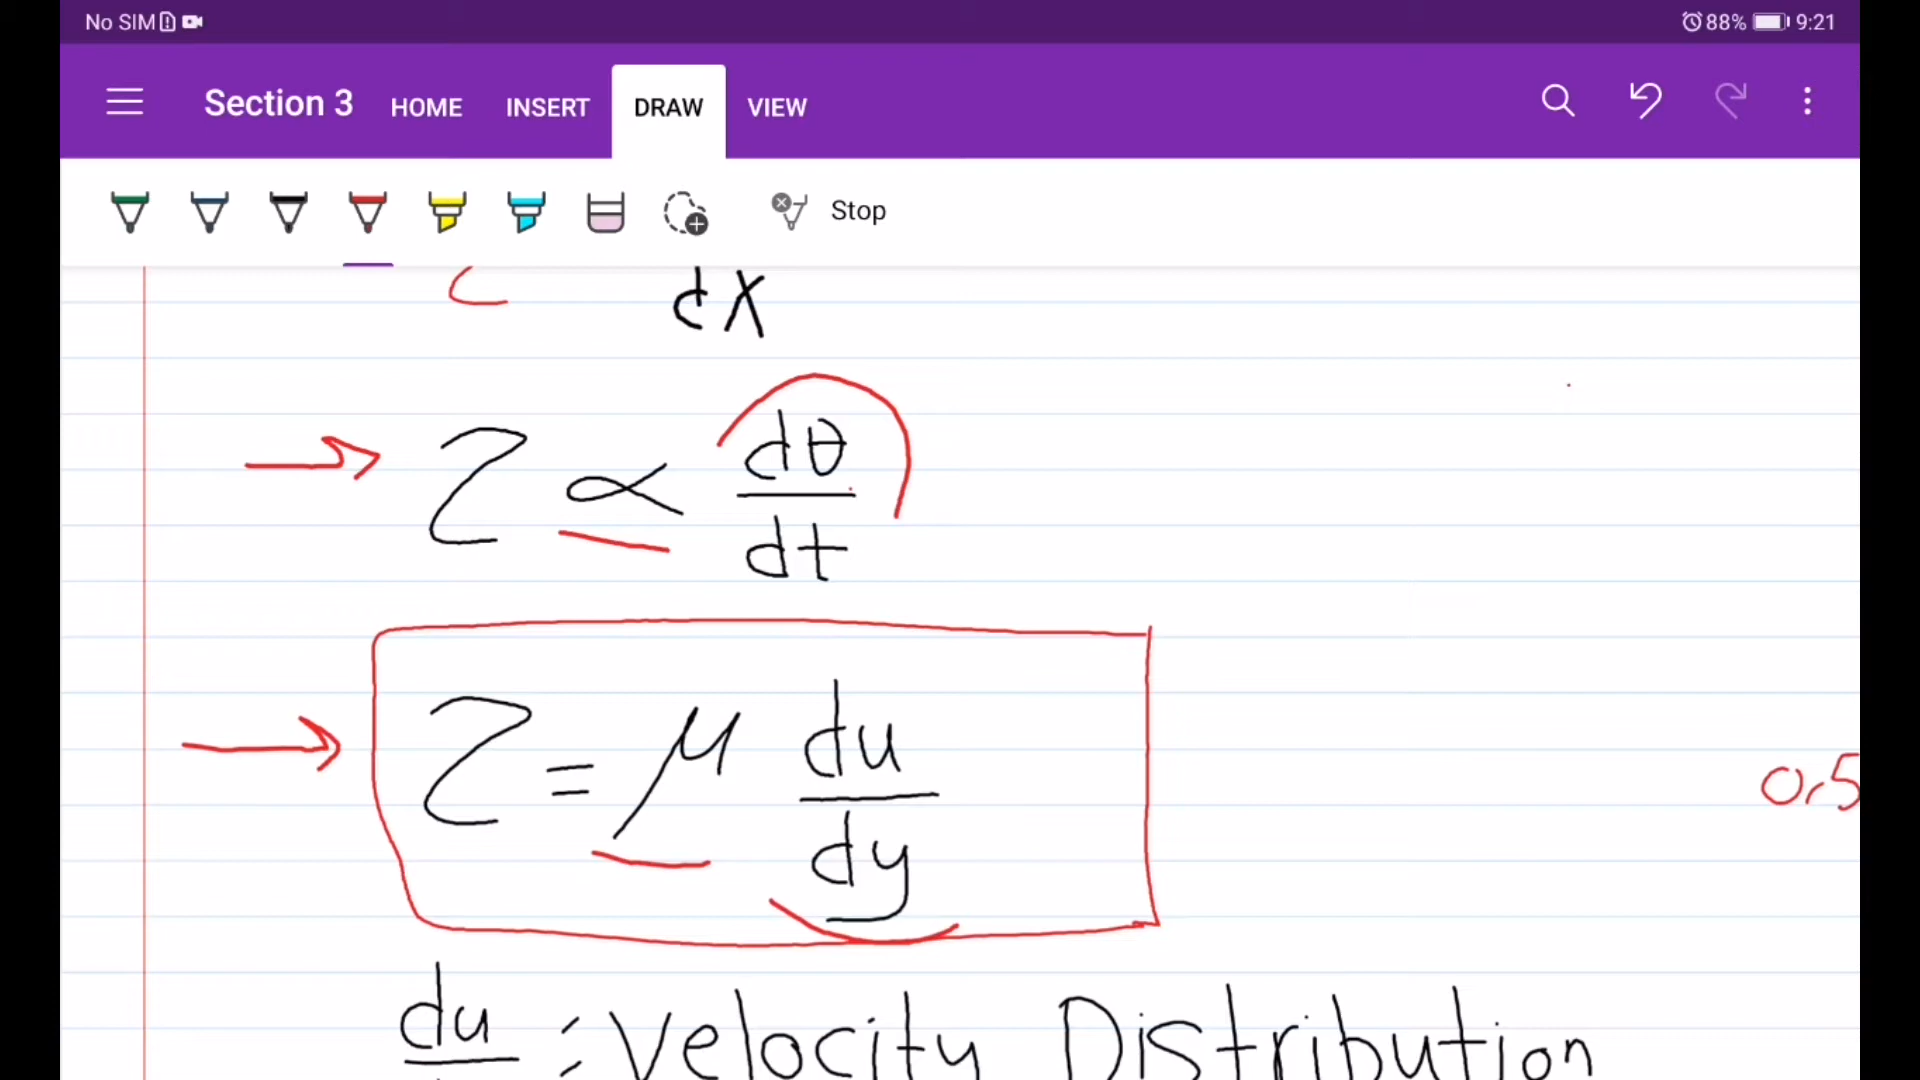 No SIM 88% 9:21
Section 3 HOME INSERT DRAW VIEW
Stop
dx
τ ∝ dθ/dt
τ = μ du/dy
0,5
du : Velocity Distribution